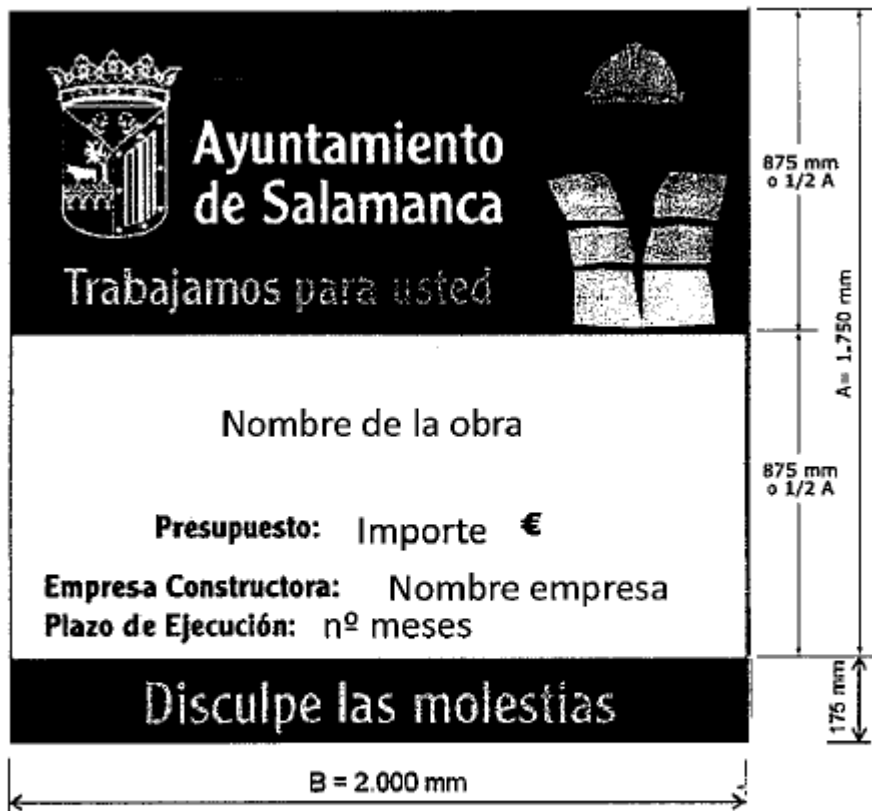 Ayuntamiento
de Salamanca
Trabajamos para usted
875 mm
o 1/2 A
A= 1.750 mm
Nombre de la obra
875 mm
o 1/2 A
Presupuesto: Importe €
Empresa Constructora: Nombre empresa
Plazo de Ejecución: nº meses
Disculpe las molestias
175 mm
B = 2.000 mm